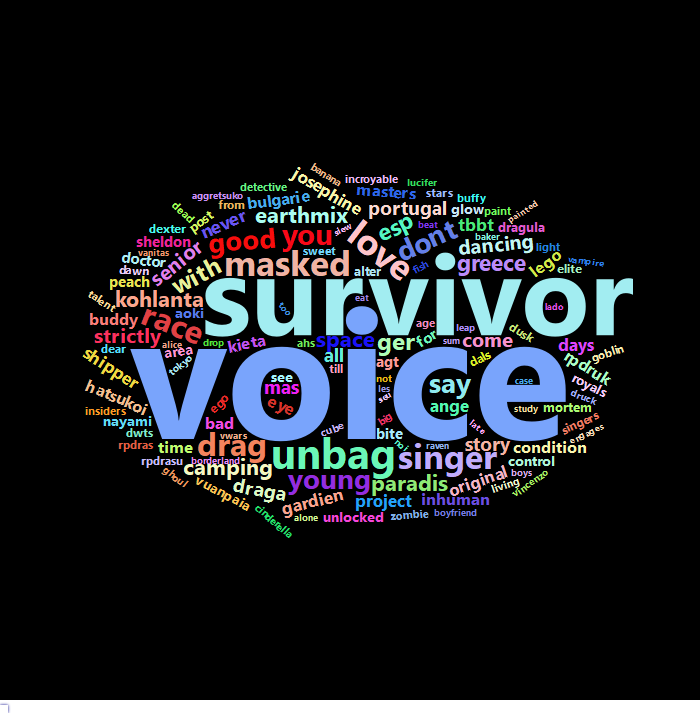 banana
josephine
incroyable
lucifer
detective
masters
stars
buffy
aggretsuko
from
bulgarie
portugal
glow
paint
painted
dead
post
never
earthmix
love
esp
beat
tbbt
dragula
dexter
sheldon
good
you
slow
dont
baker
dancing
light
vanitas
senior
sweet
doctor
dawn
with
masked
alter
fish
greece
lego
vampire
elite
peach
talent
kohlanta
survivor
eat
too
lado
buddy
aoki
race
space
age
leap
dusk
strictly
drop
ahs
ger
for
sum
come
days
goblin
dear
alice
area
kieta
all
dals
rpdruk
shipper
tokyo
voice
till
agt
see
not
say
case
royals
hatsukoi
mas
les
squ
druck
ego
eye
ange
study
mortem
insiders
nayami
bad
big
late
singers
dwts
vwars
cube
bite
engages
rpdras
time
drag
unbag
raven
story
condition
rpdrasu
borderland
camping
singer
control
ghoul
boys
vuanpaia
draga
young
paradis
original
living
vincenzo
gardien
project
inhuman
cinderella
alone
unlocked
zombie
boyfriend